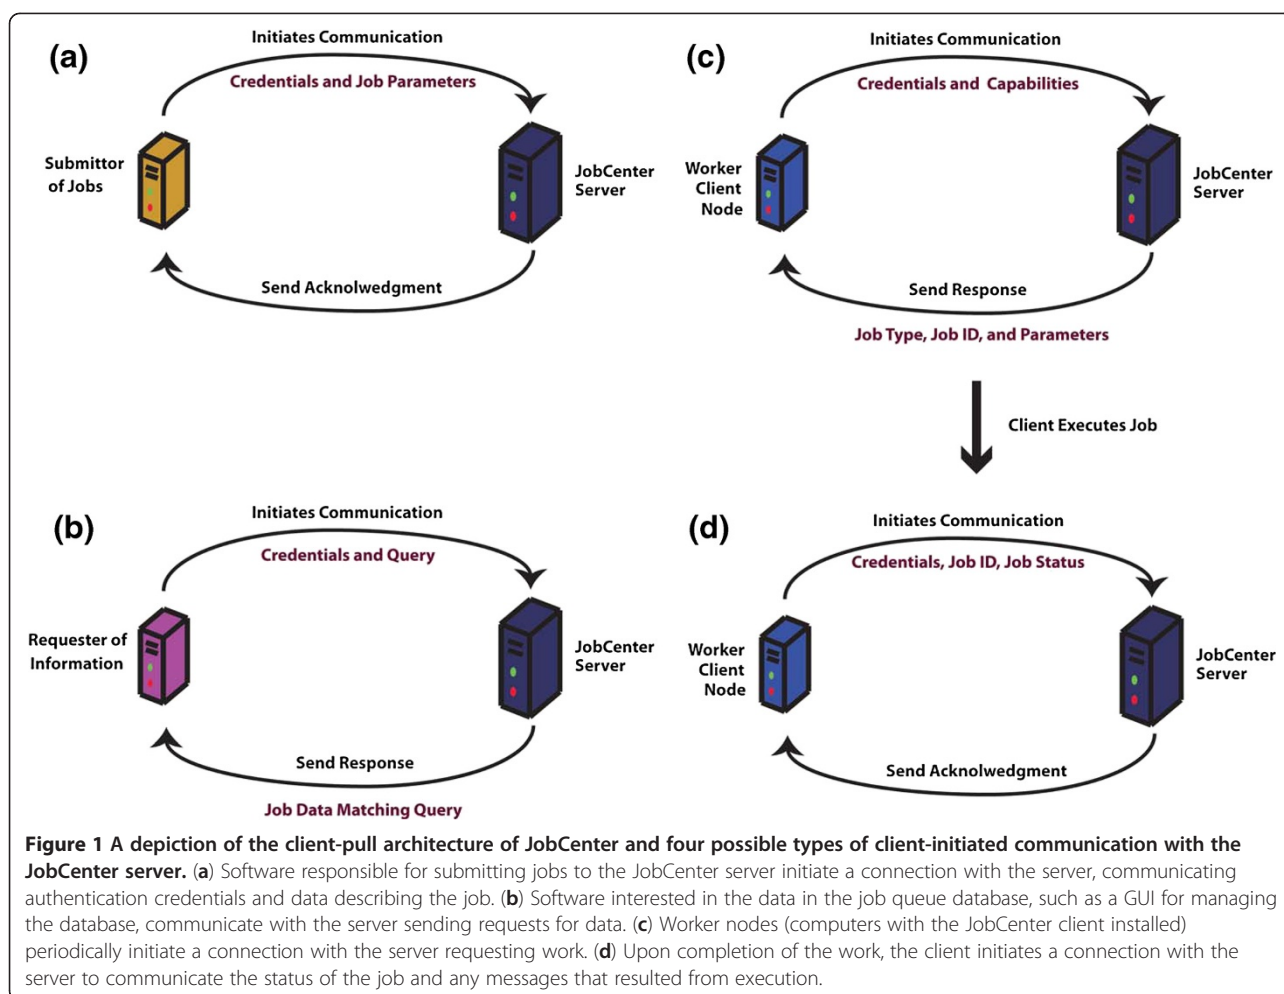 (a)
Initiates Communication
Credentials and Job Parameters
Submittor
of Jobs
JobCenter
Server
Send Acknolwedgment
(c)
Initiates Communication
Credentials and Capabilities
Worker
Client
Node
JobCenter
Server
Send Response
Job Type, Job ID, and Parameters
Client Executes Job
(b)
Initiates Communication
Credentials and Query
Requester of
Information
JobCenter
Server
Send Response
Job Data Matching Query
(d)
Initiates Communication
Credentials, Job ID, Job Status
Worker
Client
Node
JobCenter
Server
Send Acknolwedgment
Figure 1 A depiction of the client-pull architecture of JobCenter and four possible types of client-initiated communication with the
JobCenter server. (a) Software responsible for submitting jobs to the JobCenter server initiate a connection with the server, communicating
authentication credentials and data describing the job. (b) Software interested in the data in the job queue database, such as a GUI for managing
the database, communicate with the server sending requests for data. (c) Worker nodes (computers with the JobCenter client installed)
periodically initiate a connection with the server requesting work. (d) Upon completion of the work, the client initiates a connection with the
server to communicate the status of the job and any messages that resulted from execution.